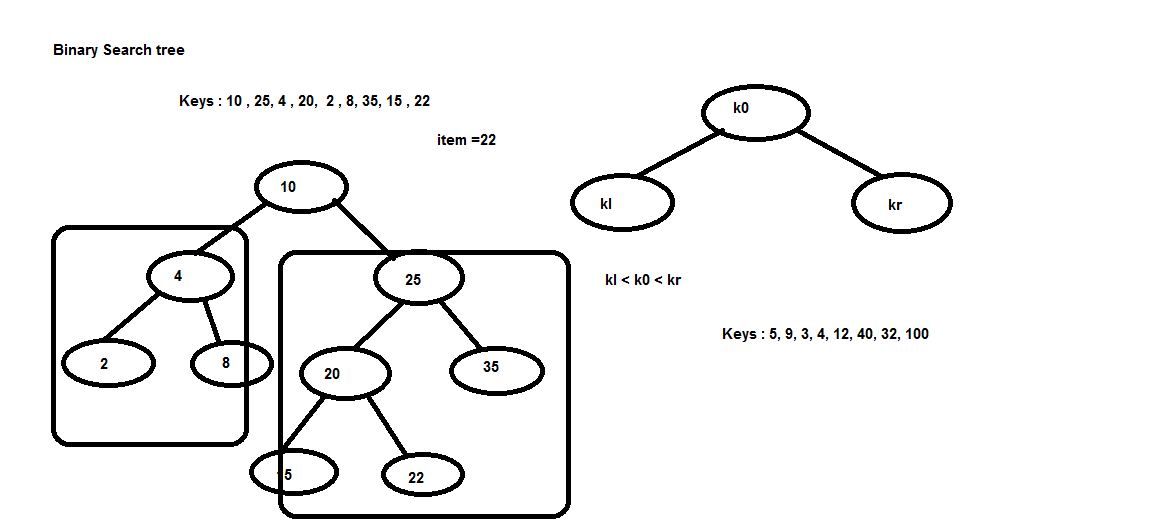 Binary Search tree
Keys : 10 , 25, 4 , 20,  2 , 8, 35, 15 , 22
item =22
10
4
25
2
8
20
35
15
22
k0
kl
kr
kl < k0 < kr
Keys : 5, 9, 3, 4, 12, 40, 32, 100